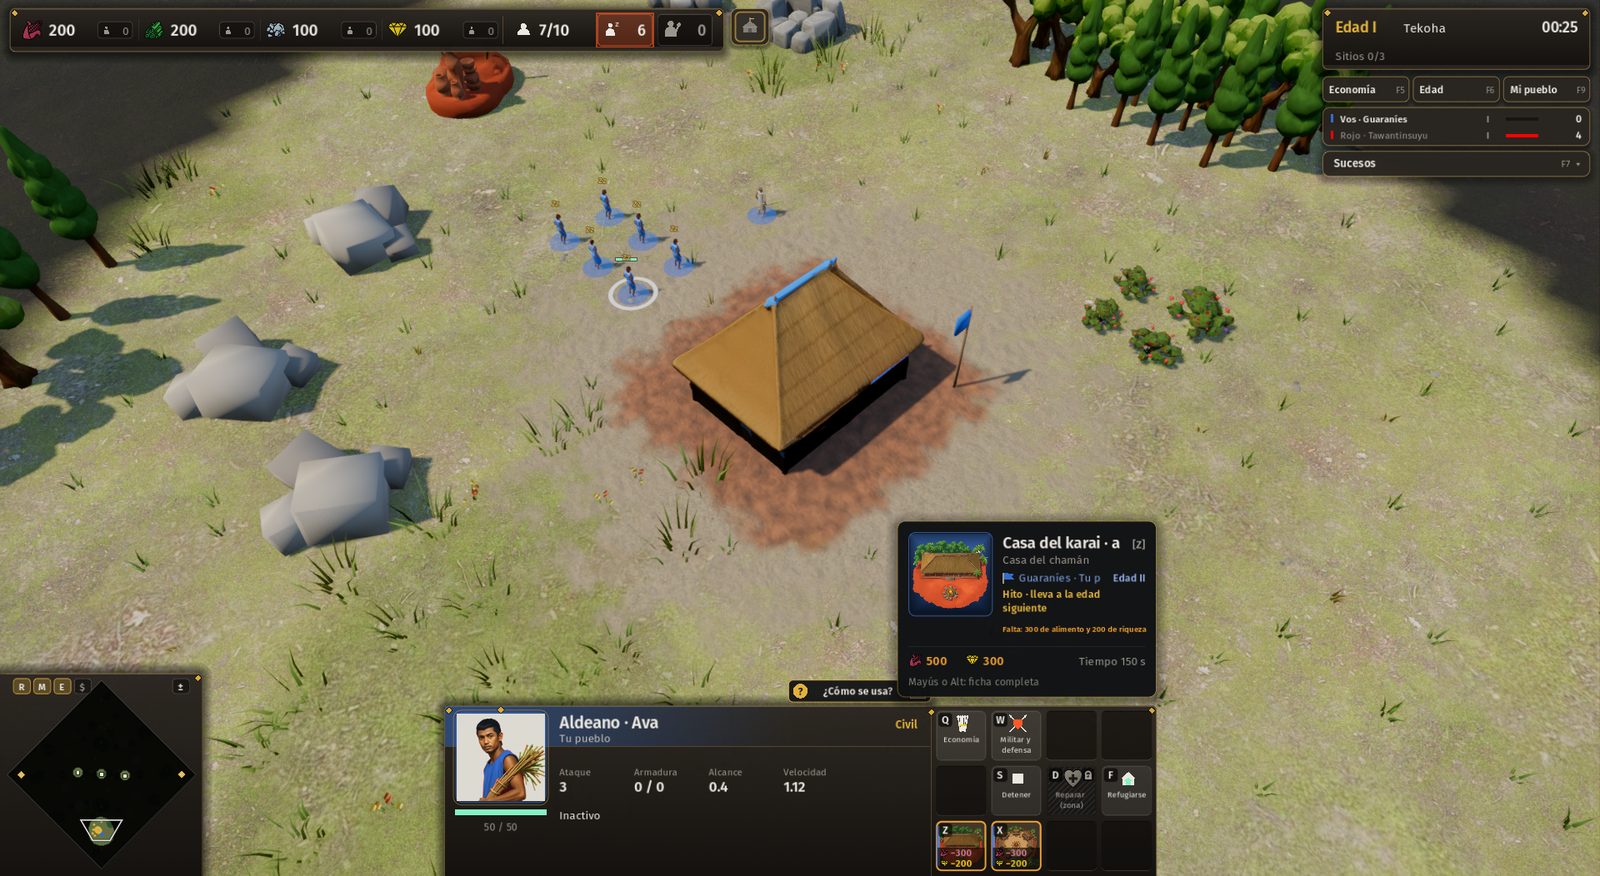 200 0 200 0 100 0 100 0 7/10 z 6 0
Edad I Tekoha 00:25
Sitios 0/3
Economía F5 Edad F6 Mi pueblo F9
Vos · Guaraníes I 0
Rojo · Tawantinsuyu I 4
Sucesos F7
Zz
Zz
Zz
Zz
Zz
Casa del karai · a [Z]
Casa del chamán
Guaraníes · Tu p Edad II
Hito · lleva a la edad
siguiente
Falta: 300 de alimento y 200 de riqueza
500 300 Tiempo 150 s
Mayús o Alt: ficha completa
R M E $ ±
? ¿Cómo se usa?
Aldeano · Ava Civil
Tu pueblo
Ataque Armadura Alcance Velocidad
3 0 / 0 0.4 1.12
Inactivo
50 / 50
Q Economía
W Militar y
defensa
S Detener
D Reparar
(zona)
F Refugiarse
Z -300
-200
X -300
-200